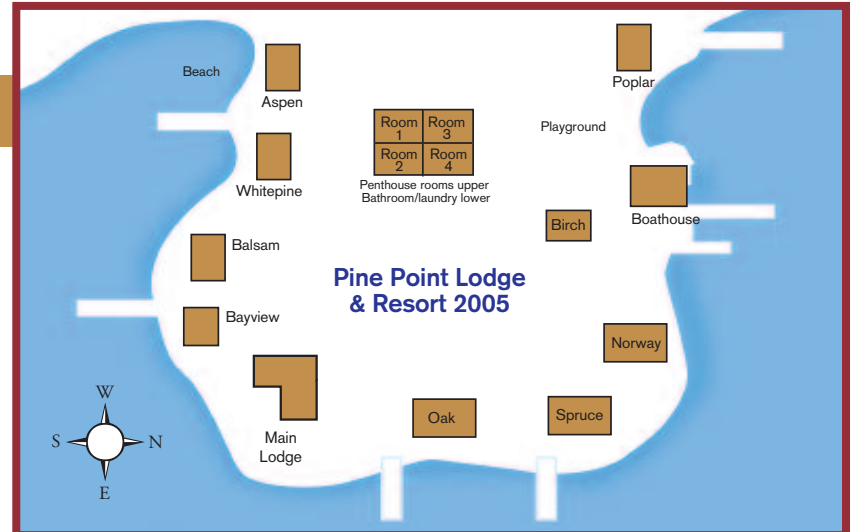 Beach
Aspen
Poplar
Room
1
Room
3
Room
2
Room
4
Penthouse rooms upper
Bathroom/laundry lower
Playground
Whitepine
Boathouse
Birch
Balsam
Pine Point Lodge
& Resort 2005
Bayview
Norway
Main
Lodge
Oak
Spruce
W
S
N
E